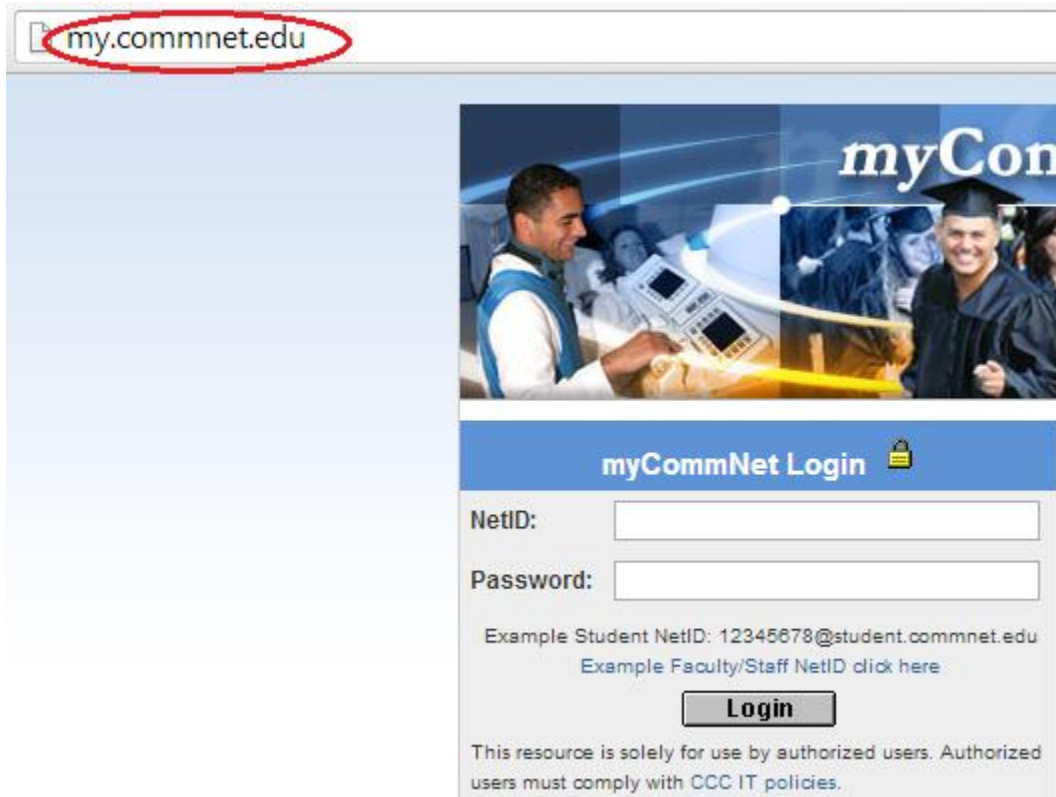 my.commnet.edu
myCom
myCommNet Login
NetID:
Password:
Example Student NetID: 12345678@student.commnet.edu
Example Faculty/Staff NetID click here
Login
This resource is solely for use by authorized users. Authorized
users must comply with CCC IT policies.